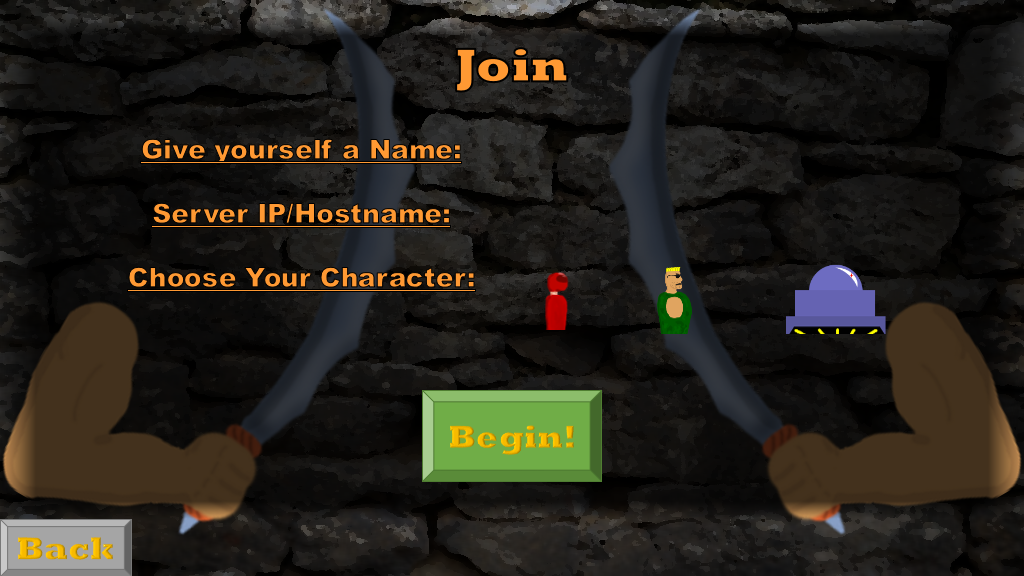 Join
Give yourself a Name:
Server IP/Hostname:
Choose Your Character:
Begin!
Back